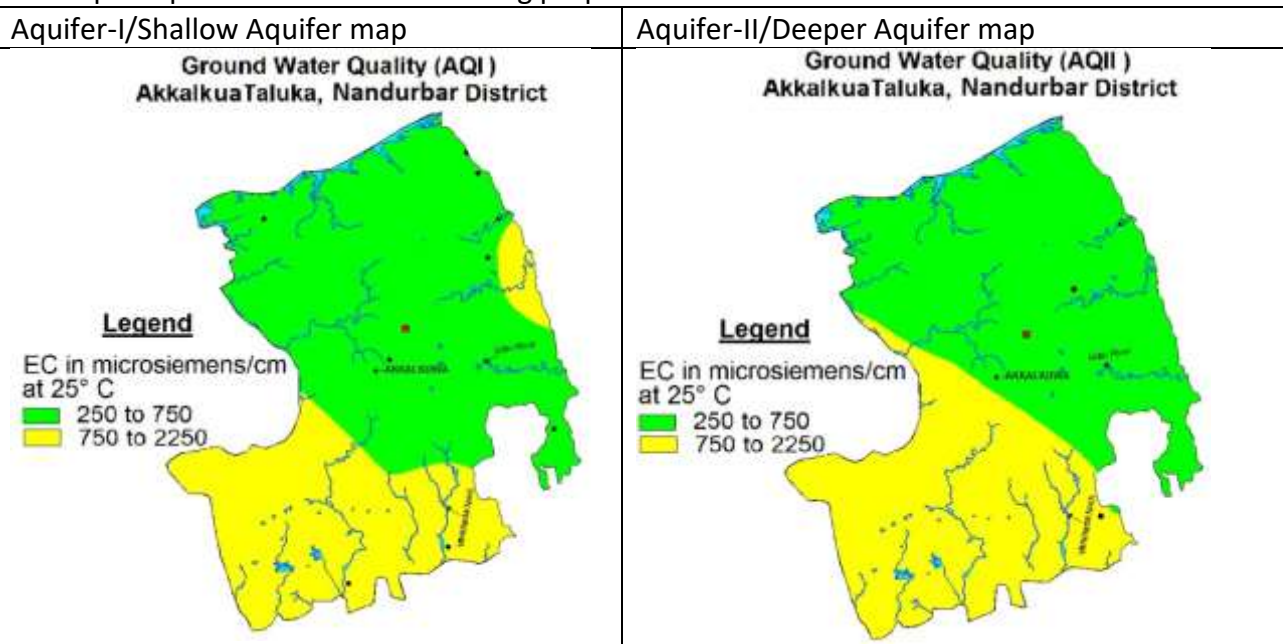 Aquifer-I/Shallow Aquifer map
Aquifer-II/Deeper Aquifer map
Ground Water Quality (AQI )
AkkalkuaTaluka, Nandurbar District
Legend
EC in microsiemens/cm
at 25° C
250 to 750
750 to 2250
AKKALKUWA
Ground Water Quality (AQII )
AkkalkuaTaluka, Nandurbar District
Legend
EC in microsiemens/cm
at 25° C
250 to 750
750 to 2250
AKKALKUWA